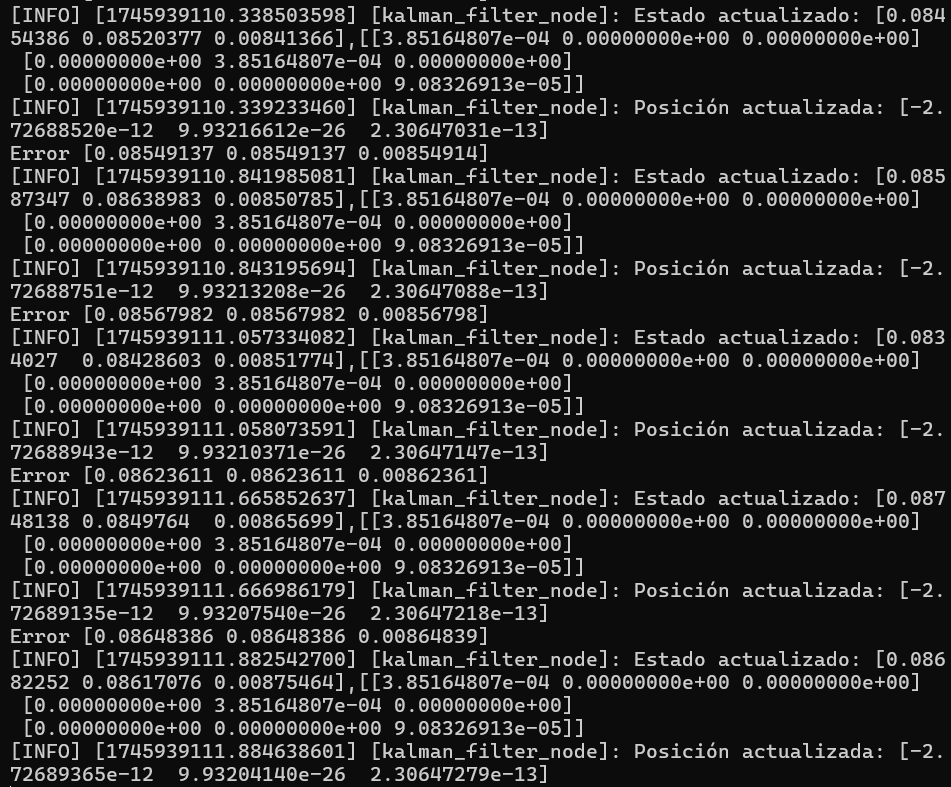 [INFO] [1745939110.338503598] [kalman_filter_node]: Estado actualizado: [0.084
54386 0.08520377 0.00841366],[[3.85164807e-04 0.00000000e+00 0.00000000e+00]
 [0.00000000e+00 3.85164807e-04 0.00000000e+00]
 [0.00000000e+00 0.00000000e+00 9.08326913e-05]]
[INFO] [1745939110.339233460] [kalman_filter_node]: Posición actualizada: [-2.
72688520e-12  9.93216612e-26  2.30647031e-13]
Error [0.08549137 0.08549137 0.00854914]
[INFO] [1745939110.841985081] [kalman_filter_node]: Estado actualizado: [0.085
87347 0.08638983 0.00850785],[[3.85164807e-04 0.00000000e+00 0.00000000e+00]
 [0.00000000e+00 3.85164807e-04 0.00000000e+00]
 [0.00000000e+00 0.00000000e+00 9.08326913e-05]]
[INFO] [1745939110.843195694] [kalman_filter_node]: Posición actualizada: [-2.
72688751e-12  9.93213208e-26  2.30647088e-13]
Error [0.08567982 0.08567982 0.00856798]
[INFO] [1745939111.057334082] [kalman_filter_node]: Estado actualizado: [0.083
4027  0.08428603 0.00851774],[[3.85164807e-04 0.00000000e+00 0.00000000e+00]
 [0.00000000e+00 3.85164807e-04 0.00000000e+00]
 [0.00000000e+00 0.00000000e+00 9.08326913e-05]]
[INFO] [1745939111.058073591] [kalman_filter_node]: Posición actualizada: [-2.
72688943e-12  9.93210371e-26  2.30647147e-13]
Error [0.08623611 0.08623611 0.00862361]
[INFO] [1745939111.665852637] [kalman_filter_node]: Estado actualizado: [0.087
48138 0.0849764  0.00865699],[[3.85164807e-04 0.00000000e+00 0.00000000e+00]
 [0.00000000e+00 3.85164807e-04 0.00000000e+00]
 [0.00000000e+00 0.00000000e+00 9.08326913e-05]]
[INFO] [1745939111.666986179] [kalman_filter_node]: Posición actualizada: [-2.
72689135e-12  9.93207540e-26  2.30647218e-13]
Error [0.08648386 0.08648386 0.00864839]
[INFO] [1745939111.882542700] [kalman_filter_node]: Estado actualizado: [0.086
82252 0.08617076 0.00875464],[[3.85164807e-04 0.00000000e+00 0.00000000e+00]
 [0.00000000e+00 3.85164807e-04 0.00000000e+00]
 [0.00000000e+00 0.00000000e+00 9.08326913e-05]]
[INFO] [1745939111.884638601] [kalman_filter_node]: Posición actualizada: [-2.
72689365e-12  9.93204140e-26  2.30647279e-13]